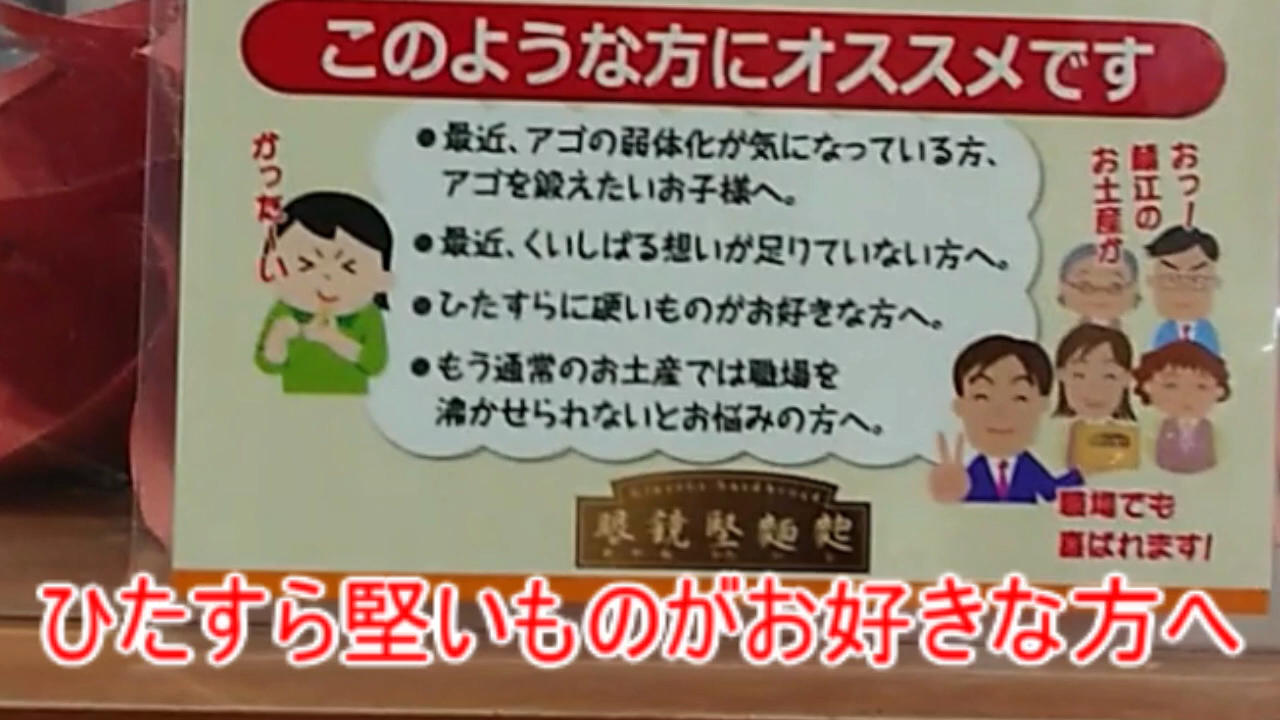 このような方にオススメです
かったーい
●最近、アゴの弱体化が気になっている方、
アゴを鍛えたいお子様へ。
●最近、くいしばる想いが足りていない方へ。
●ひたすらに硬いものがお好きな方へ。
●もう通常のお土産では職場を
沸かせられないとお悩みの方へ。
おっー
鯖江の
お土産か
職場でも
喜ばれます!
眼鏡堅麺麭
ひたすら堅いものがお好きな方へ